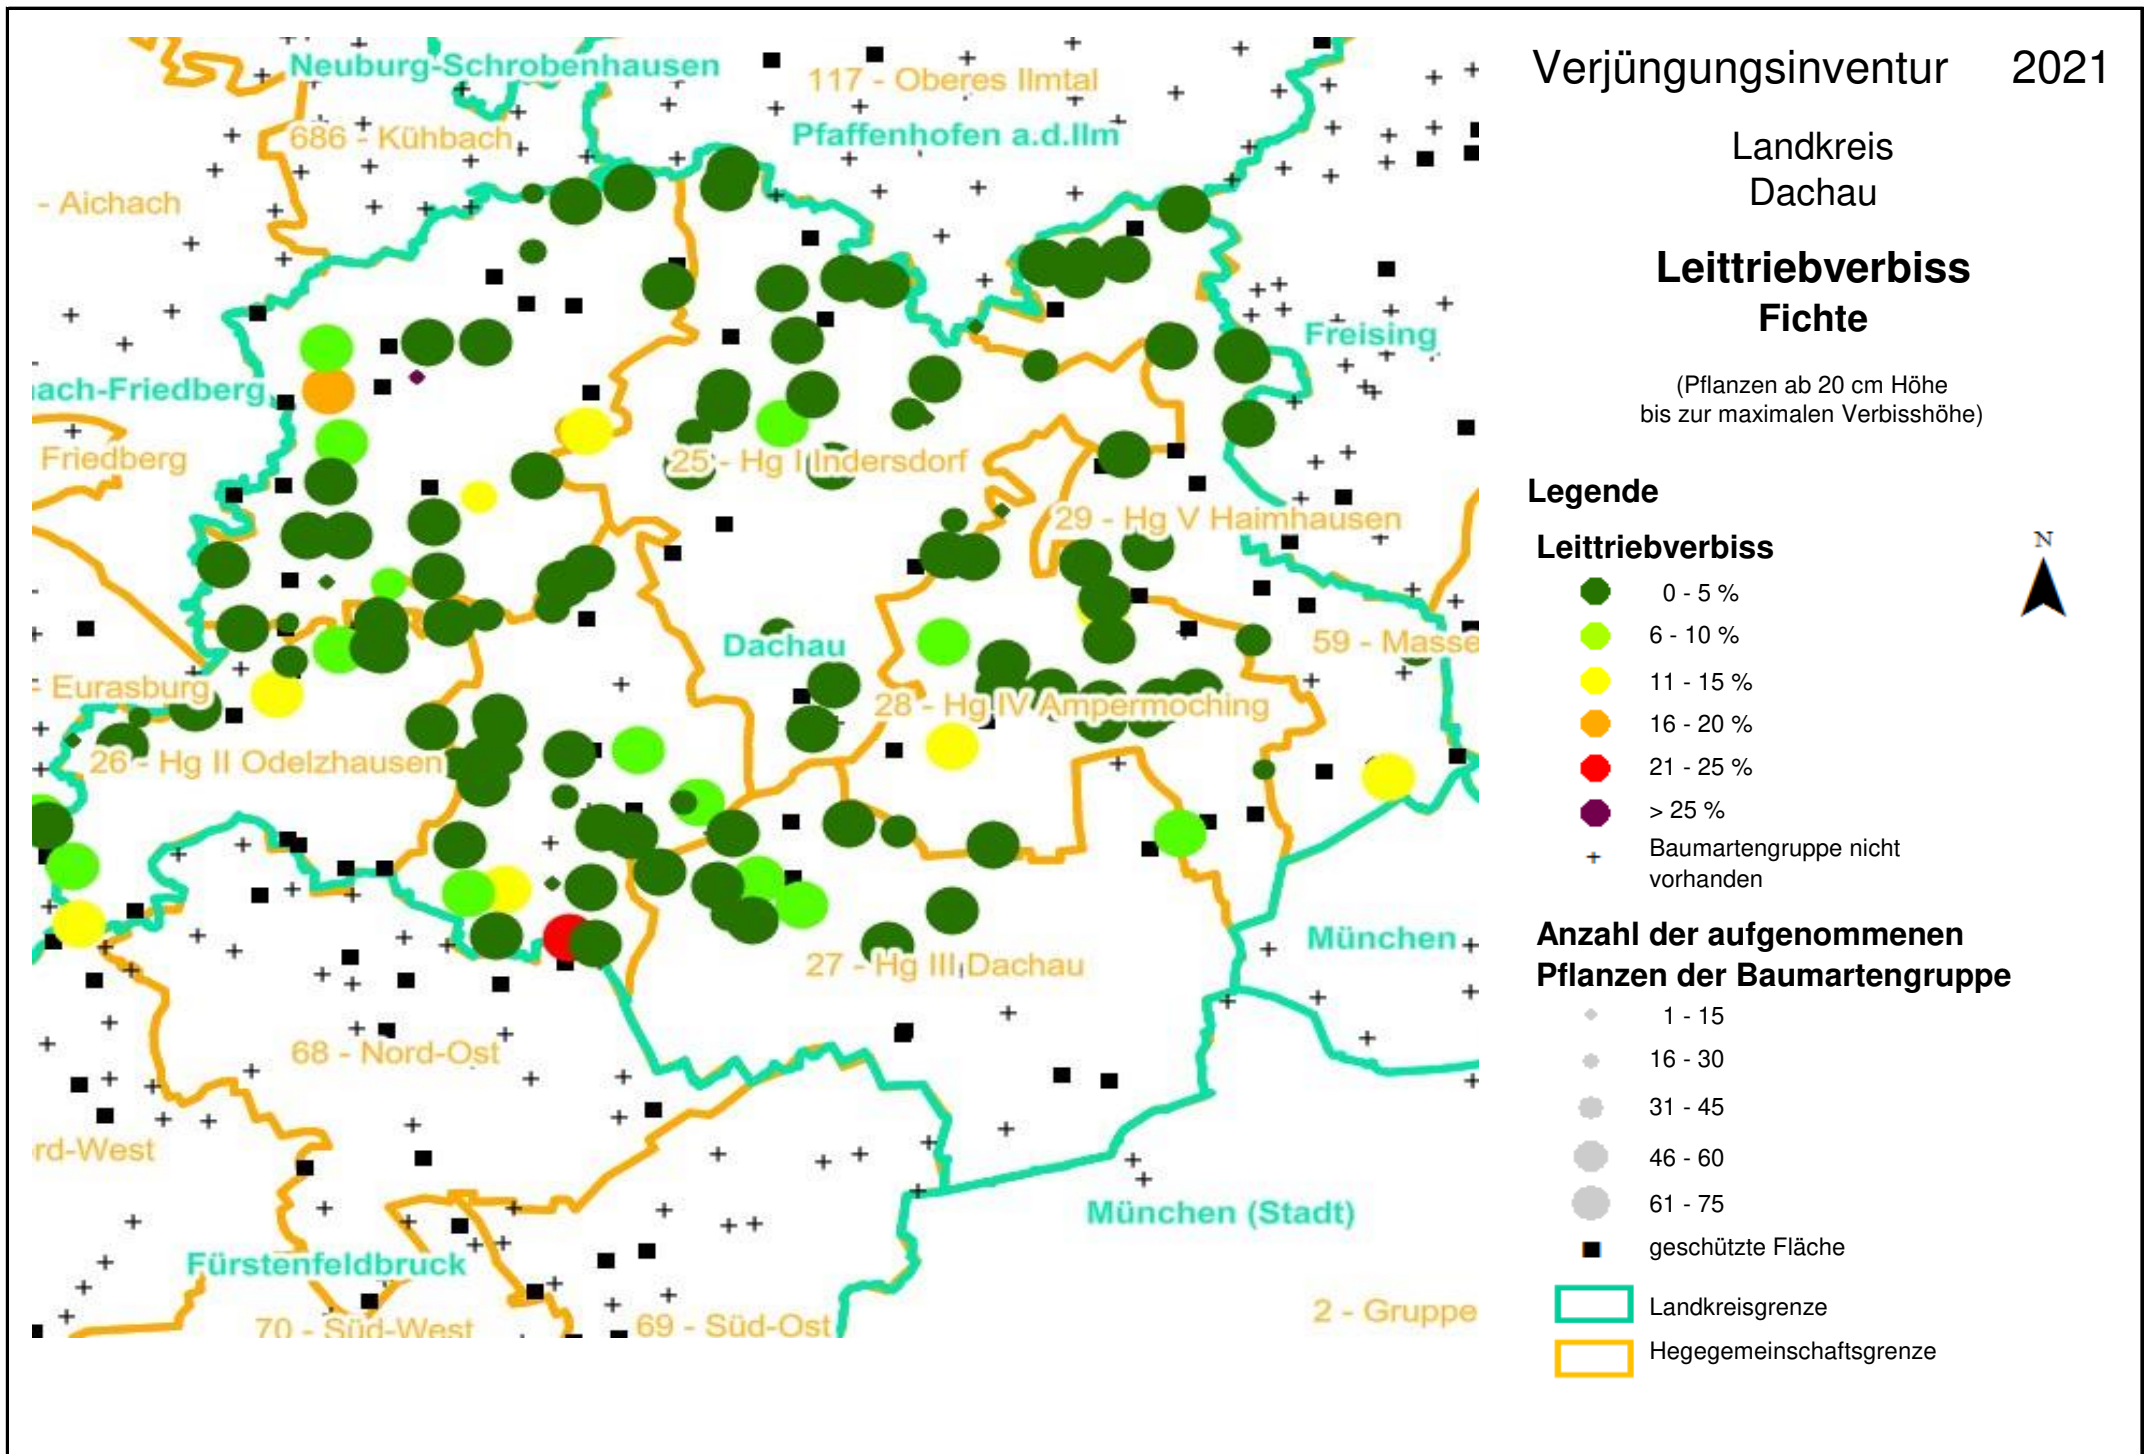 Verjüngungsinventur 2021
Landkreis
Dachau
Leittriebverbiss
Fichte
(Pflanzen ab 20 cm Höhe
bis zur maximalen Verbisshöhe)
Legende
Leittriebverbiss
0 - 5 %
6 - 10 %
11 - 15 %
16 - 20 %
21 - 25 %
> 25 %
Baumartengruppe nicht
vorhanden
Anzahl der aufgenommenen
Pflanzen der Baumartengruppe
1 - 15
16 - 30
31 - 45
46 - 60
61 - 75
geschützte Fläche
Landkreisgrenze
Hegegemeinschaftsgrenze
N
Neuburg-Schrobenhausen
117 - Oberes Ilmtal
686 - Kühbach
Pfaffenhofen a.d.Ilm
- Aichach
Freising
ach-Friedberg
Friedberg
25 - Hg I Indersdorf
29 - Hg V Haimhausen
Dachau
59 - Masse
- Eurasburg
28 - Hg IV Ampermoching
26 - Hg II Odelzhausen
München
27 - Hg III Dachau
68 - Nord-Ost
rd-West
München (Stadt)
Fürstenfeldbruck
2 - Gruppe
70 - Süd-West
69 - Süd-Ost